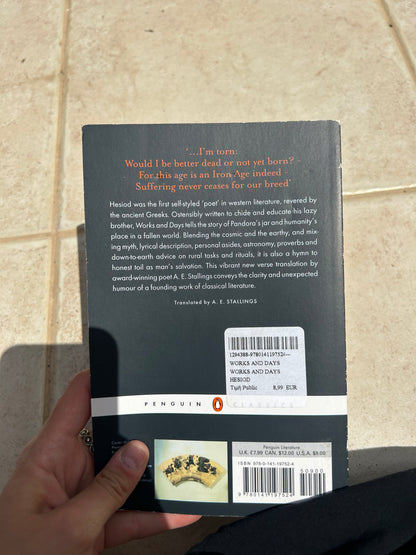 '...I'm torn:
Would I be better dead or not yet born?
For this age is an Iron Age indeed
Suffering never ceases for our breed'
Hesiod was the first self-styled 'poet' in western literature, revered by
the ancient Greeks. Ostensibly written to chide and educate his lazy
brother, Works and Days tells the story of Pandora's jar and humanity's
place in a fallen world. Blending the cosmic and the earthy, and mix-
ing myth, lyrical description, personal asides, astronomy, proverbs and
down-to-earth advice on rural tasks and rituals, it is also a hymn to
honest toil as man's salvation. This vibrant new verse translation by
award-winning poet A. E. Stallings conveys the clarity and unexpected
humour of a founding work of classical literature.
Translated by A. E. STALLINGS
1294388-9780141197524—
WORKS AND DAYS
WORKS AND DAYS
HESIOD
Τιμή Public 8,99 EUR
PENGUIN CLASSICS
Penguin Literature
U.K. £7.99 CAN. $12.00 U.S.A. $9.00
ISBN 978-0-141-19752-4
50900
9 780141 197524